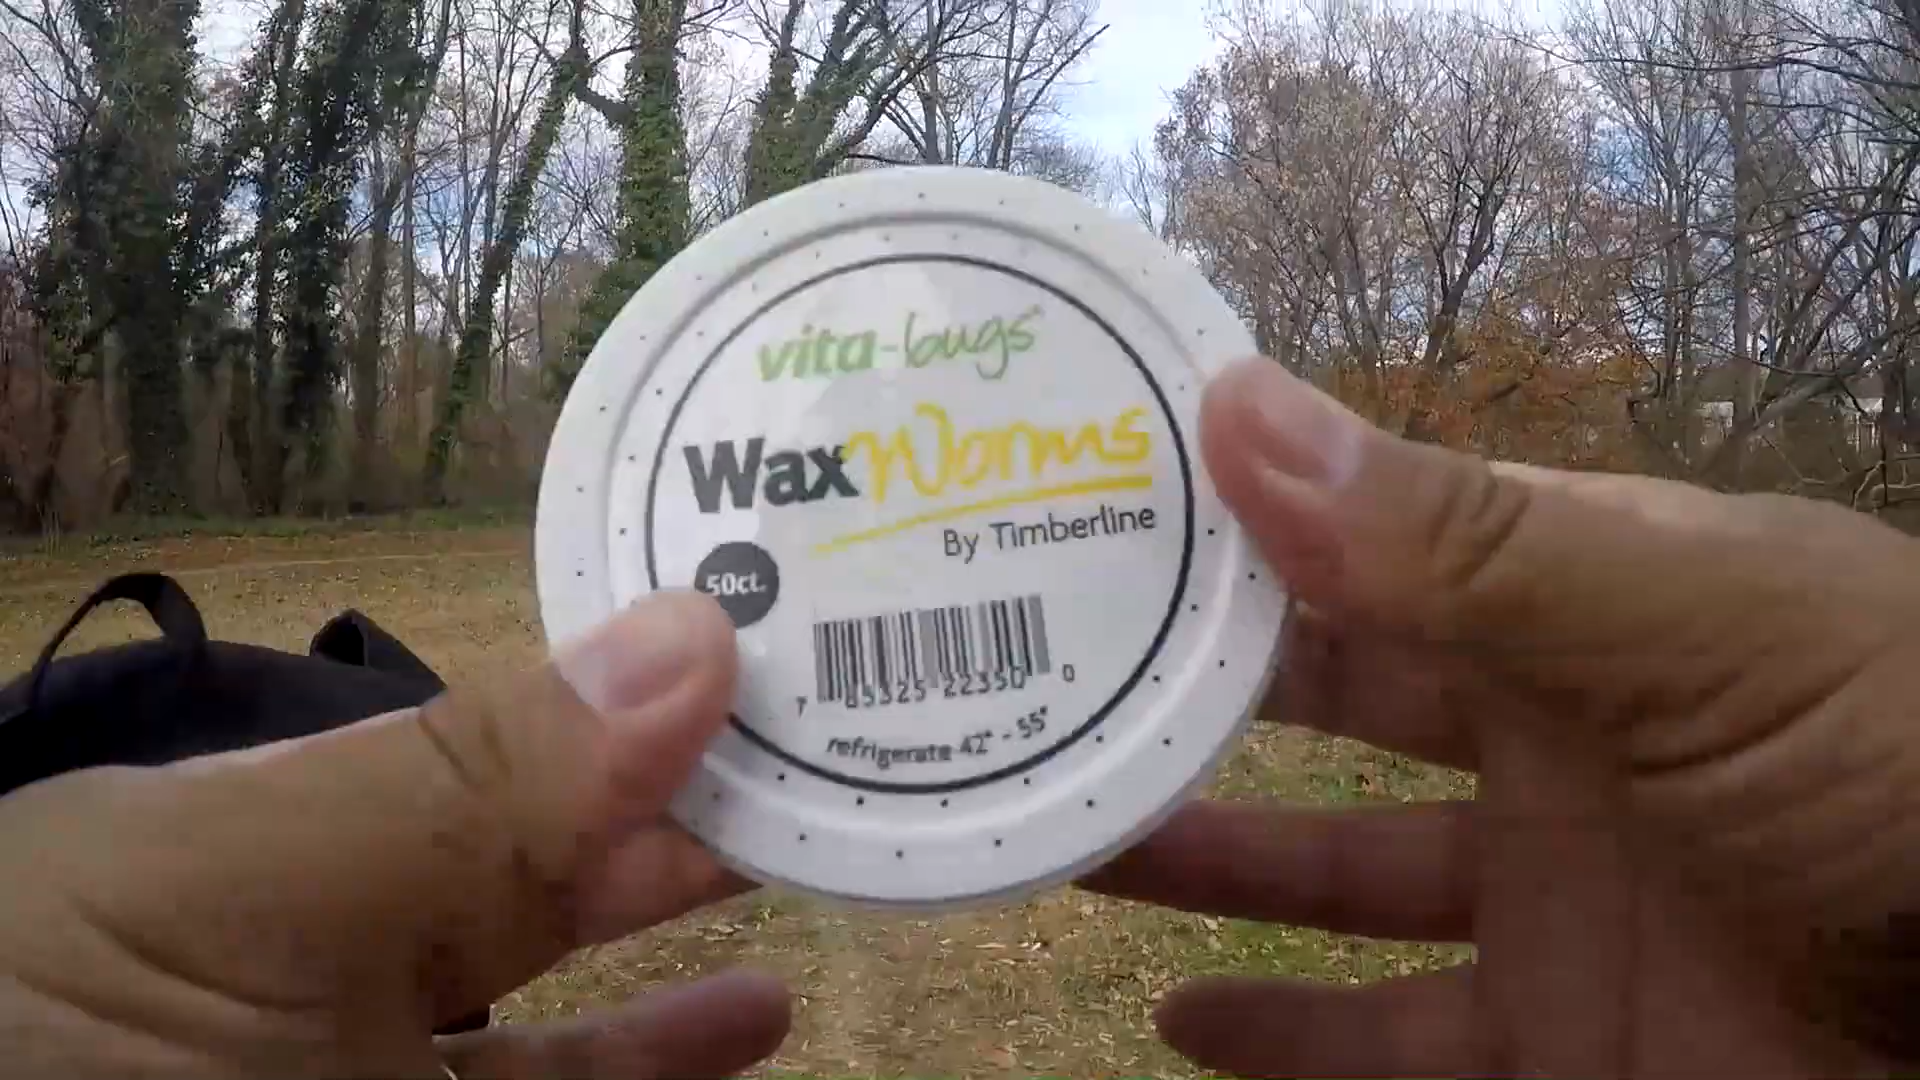 vita-bugs
WaxWorms
By Timberline
50ct.
7 85325 22350 0
refrigerate 42° - 55°